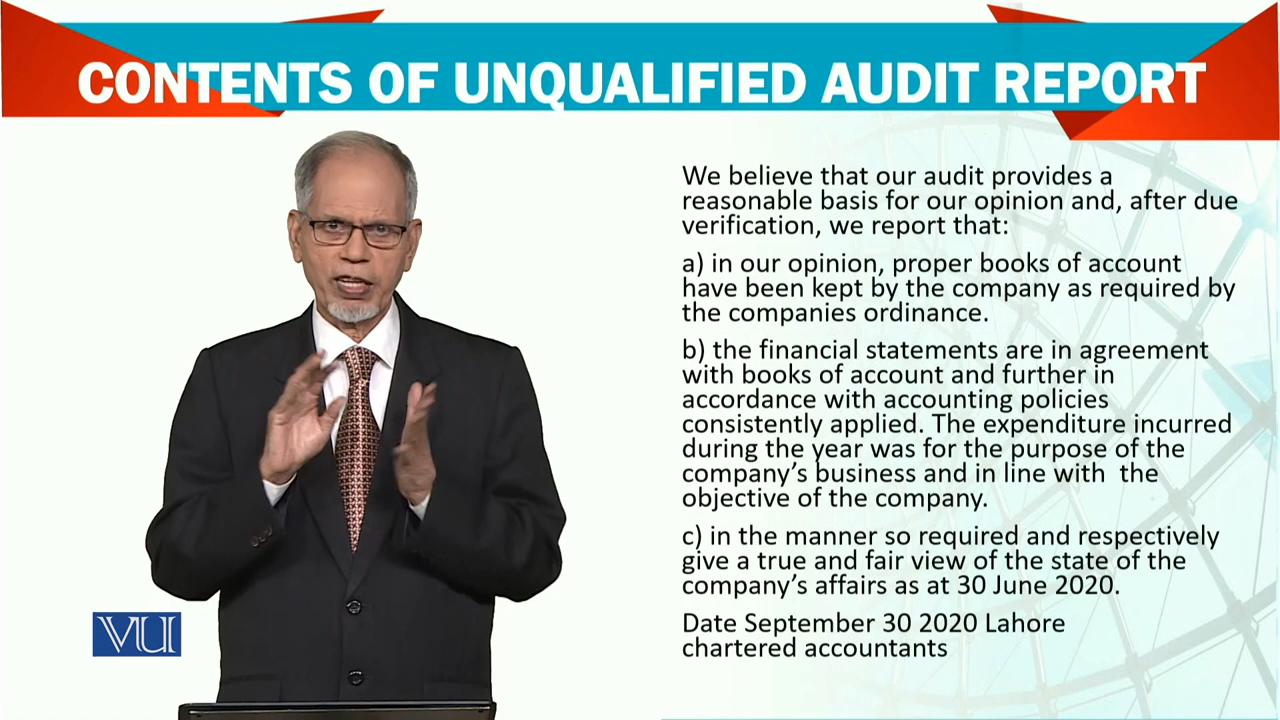 CONTENTS OF UNQUALIFIED AUDIT REPORT
We believe that our audit provides a
reasonable basis for our opinion and, after due
verification, we report that:
a) in our opinion, proper books of account
have been kept by the company as required by
the companies ordinance.
b) the financial statements are in agreement
with books of account and further in
accordance with accounting policies
consistently applied. The expenditure incurred
during the year was for the purpose of the
company’s business and in line with  the
objective of the company.
c) in the manner so required and respectively
give a true and fair view of the state of the
company’s affairs as at 30 June 2020.
Date September 30 2020 Lahore
chartered accountants
VU